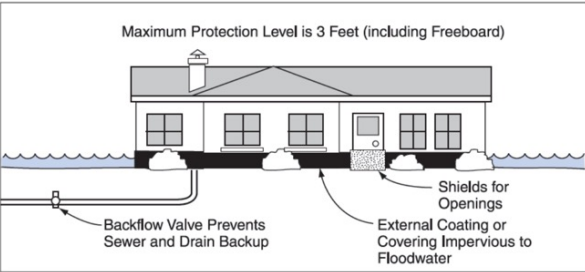 Maximum Protection Level is 3 Feet (including Freeboard)
Shields for
Openings
Backflow Valve Prevents
Sewer and Drain Backup
External Coating or
Covering Impervious to
Floodwater